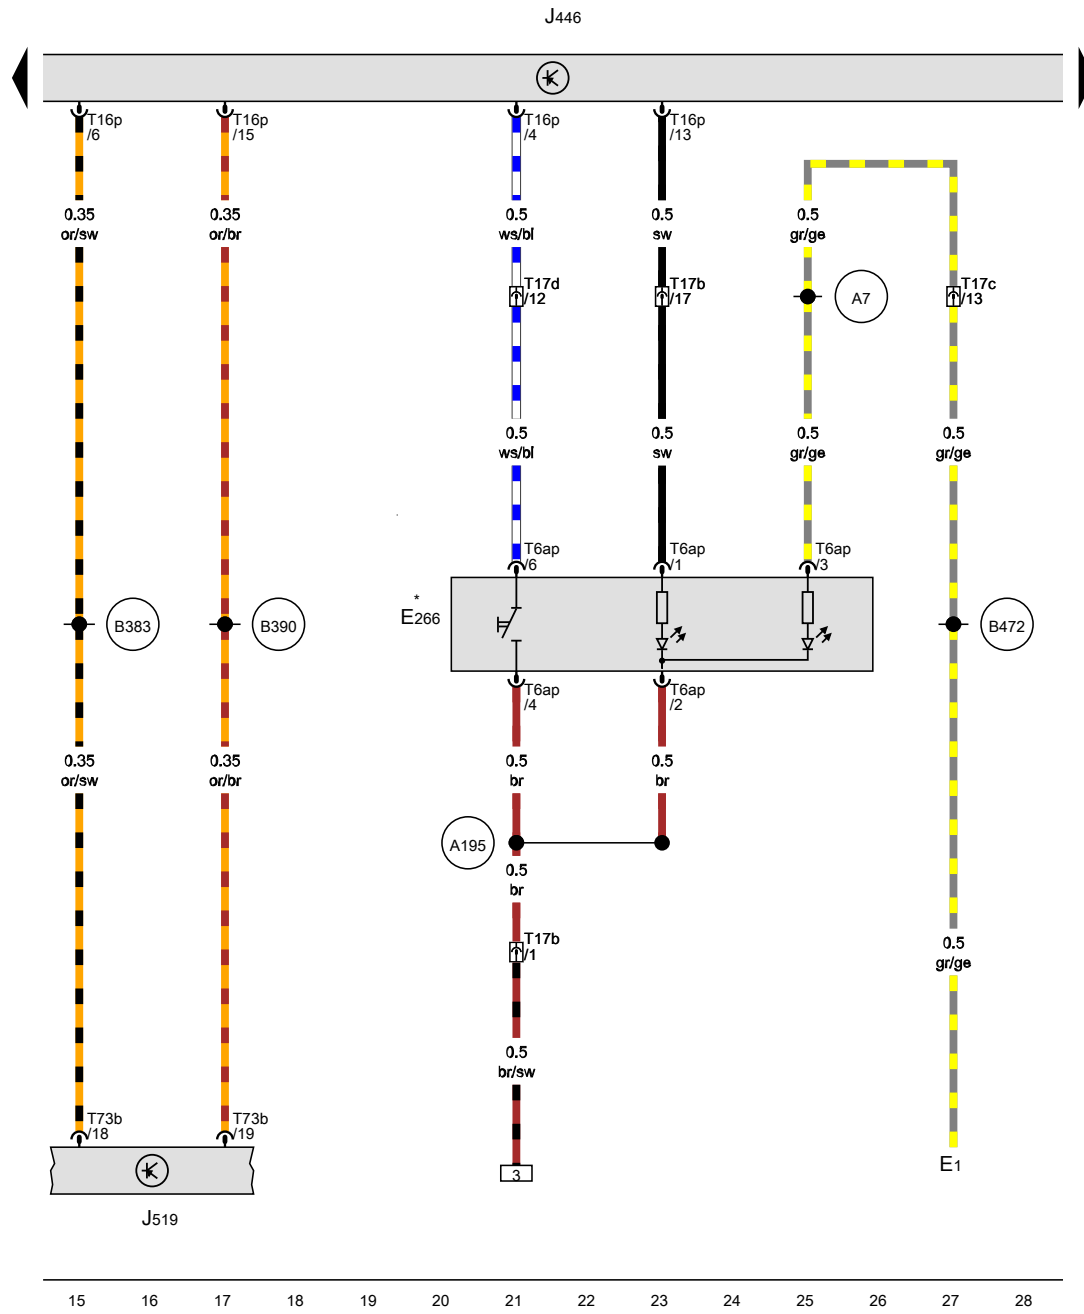 J446
T16p
/6
T16p
/15
T16p
/4
T16p
/13
0.35
or/sw
0.35
or/br
0.5
ws/bl
0.5
sw
0.5
gr/ge
T17d
/12
T17b
/17
A7
T17c
/13
0.5
ws/bl
0.5
sw
0.5
gr/ge
0.5
gr/ge
T6ap
/6
T6ap
/1
T6ap
/3
*
E266
B383
B390
B472
T6ap
/4
T6ap
/2
0.35
or/sw
0.35
or/br
0.5
br
0.5
br
A195
0.5
br
T17b
/1
0.5
gr/ge
0.5
br/sw
T73b
/18
T73b
/19
3
E1
J519
15 16 17 18 19 20 21 22 23 24 25 26 27 28